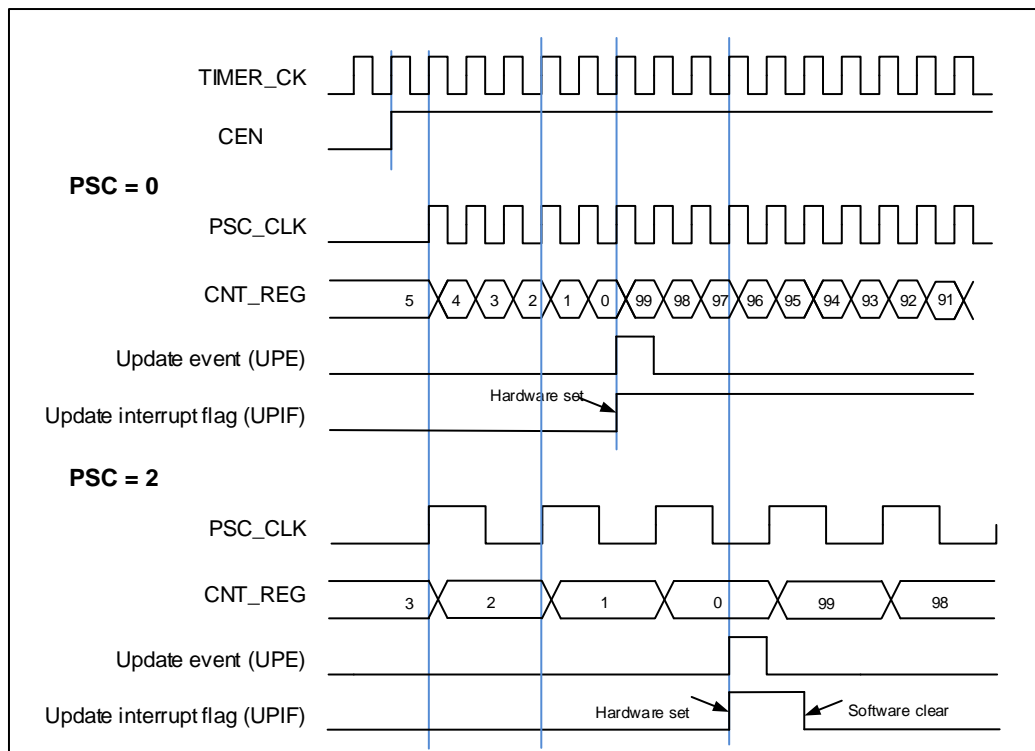 TIMER_CK
CEN
PSC = 0
PSC_CLK
CNT_REG 5 4 3 2 1 0 99 98 97 96 95 94 93 92 91
Update event (UPE)
Hardware set
Update interrupt flag (UPIF)
PSC = 2
PSC_CLK
CNT_REG 3 2 1 0 99 98
Update event (UPE)
Update interrupt flag (UPIF) Hardware set Software clear